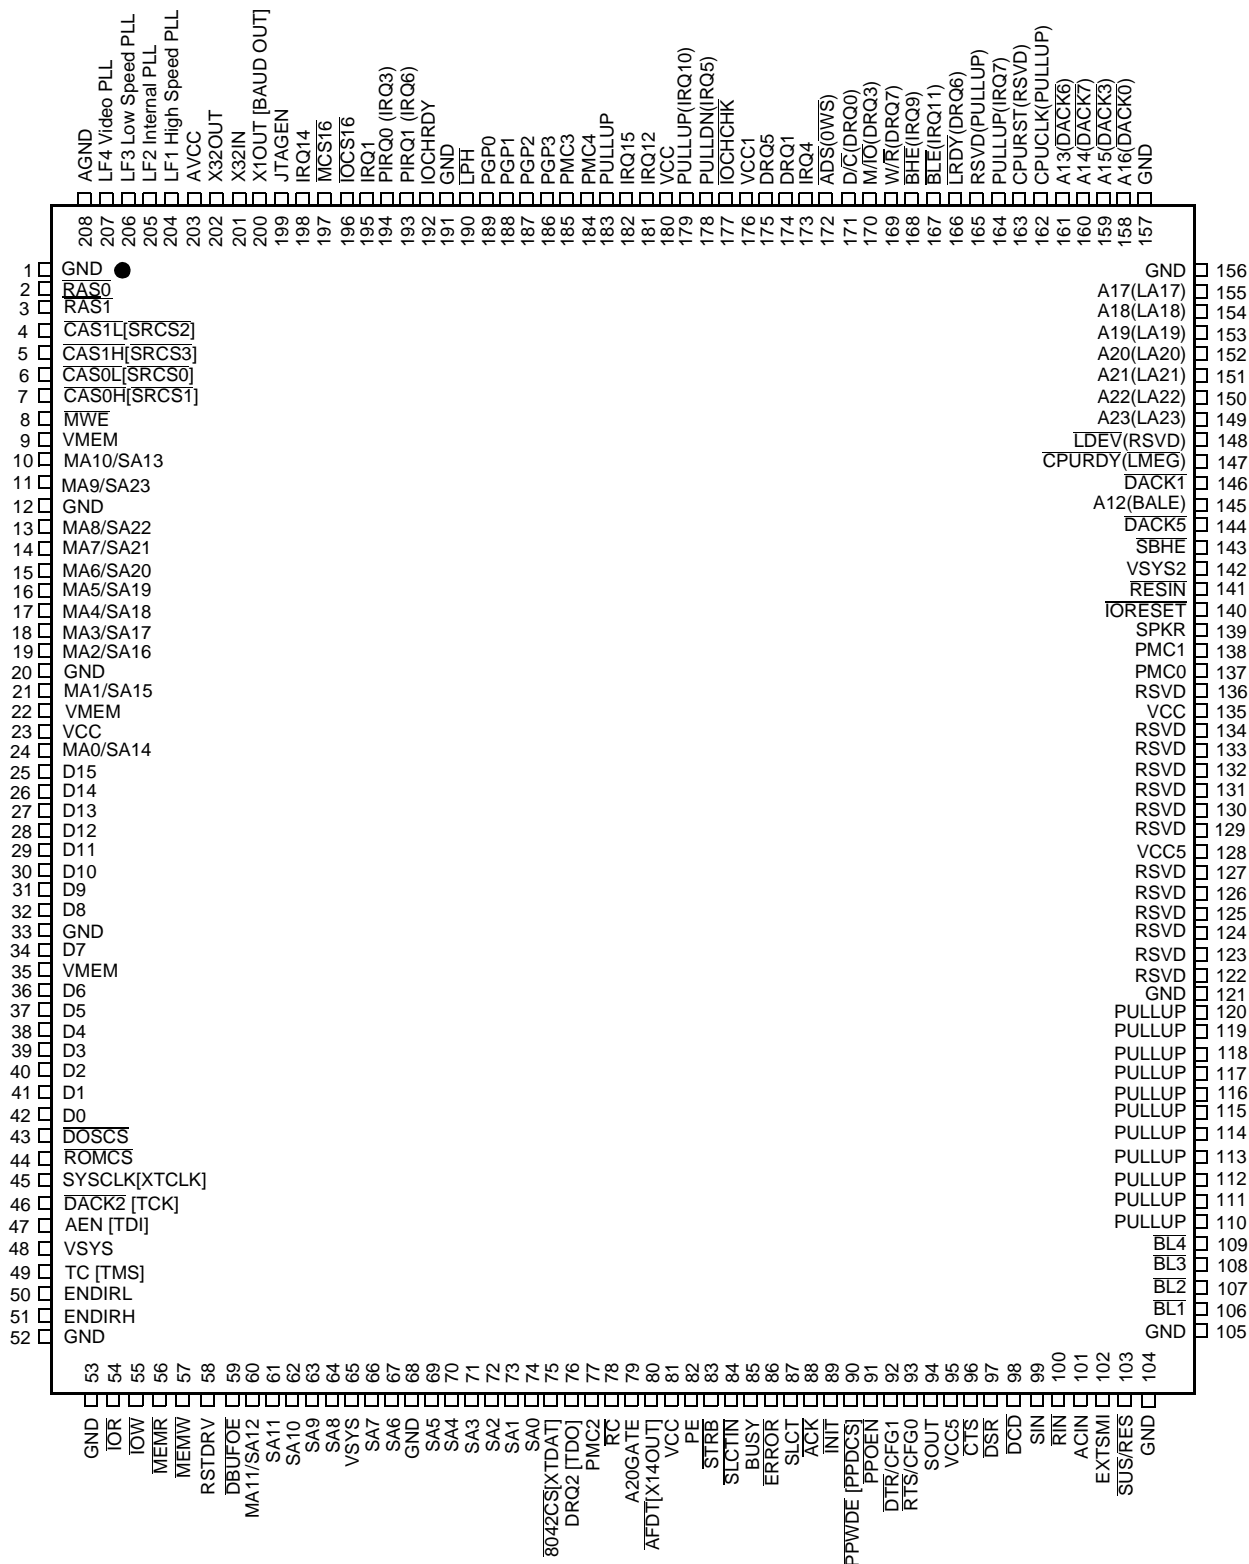 AGND
LF4 Video PLL
LF3 Low Speed PLL
LF2 Internal PLL
LF1 High Speed PLL
AVCC
X32OUT
X32IN
X1OUT [BAUD OUT]
JTAGEN
IRQ14
MCS16
IOCS16
IRQ1
PIRQ0 (IRQ3)
PIRQ1 (IRQ6)
IOCHRDY
GND
LPH
PGP0
PGP1
PGP2
PGP3
PMC3
PMC4
PULLUP
IRQ15
IRQ12
VCC
PULLUP(IRQ10)
PULLDN(IRQ5)
IOCHCHK
VCC1
DRQ5
DRQ1
IRQ4
ADS(0WS)
D/C(DRQ0)
M/IO(DRQ3)
W/R(DRQ7)
BHE(IRQ9)
BLE(IRQ11)
LRDY(DRQ6)
RSVD(PULLUP)
PULLUP(IRQ7)
CPURST(RSVD)
CPUCLK(PULLUP)
A13(DACK6)
A14(DACK7)
A15(DACK3)
A16(DACK0)
GND
208
207
206
205
204
203
202
201
200
199
198
197
196
195
194
193
192
191
190
189
188
187
186
185
184
183
182
181
180
179
178
177
176
175
174
173
172
171
170
169
168
167
166
165
164
163
162
161
160
159
158
157
1 GND
2 RAS0
3 RAS1
4 CAS1L[SRCS2]
5 CAS1H[SRCS3]
6 CAS0L[SRCS0]
7 CAS0H[SRCS1]
8 MWE
9 VMEM
10 MA10/SA13
11 MA9/SA23
12 GND
13 MA8/SA22
14 MA7/SA21
15 MA6/SA20
16 MA5/SA19
17 MA4/SA18
18 MA3/SA17
19 MA2/SA16
20 GND
21 MA1/SA15
22 VMEM
23 VCC
24 MA0/SA14
25 D15
26 D14
27 D13
28 D12
29 D11
30 D10
31 D9
32 D8
33 GND
34 D7
35 VMEM
36 D6
37 D5
38 D4
39 D3
40 D2
41 D1
42 D0
43 DOSCS
44 ROMCS
45 SYSCLK[XTCLK]
46 DACK2 [TCK]
47 AEN [TDI]
48 VSYS
49 TC [TMS]
50 ENDIRL
51 ENDIRH
52 GND
GND 156
A17(LA17) 155
A18(LA18) 154
A19(LA19) 153
A20(LA20) 152
A21(LA21) 151
A22(LA22) 150
A23(LA23) 149
LDEV(RSVD) 148
CPURDY(LMEG) 147
DACK1 146
A12(BALE) 145
DACK5 144
SBHE 143
VSYS2 142
RESIN 141
IORESET 140
SPKR 139
PMC1 138
PMC0 137
RSVD 136
VCC 135
RSVD 134
RSVD 133
RSVD 132
RSVD 131
RSVD 130
RSVD 129
VCC5 128
RSVD 127
RSVD 126
RSVD 125
RSVD 124
RSVD 123
RSVD 122
GND 121
PULLUP 120
PULLUP 119
PULLUP 118
PULLUP 117
PULLUP 116
PULLUP 115
PULLUP 114
PULLUP 113
PULLUP 112
PULLUP 111
PULLUP 110
BL4 109
BL3 108
BL2 107
BL1 106
GND 105
53
54
55
56
57
58
59
60
61
62
63
64
65
66
67
68
69
70
71
72
73
74
75
76
77
78
79
80
81
82
83
84
85
86
87
88
89
90
91
92
93
94
95
96
97
98
99
100
101
102
103
104
GND
IOR
IOW
MEMR
MEMW
RSTDRV
DBUFOE
MA11/SA12
SA11
SA10
SA9
SA8
VSYS
SA7
SA6
GND
SA5
SA4
SA3
SA2
SA1
SA0
8042CS[XTDAT]
DRQ2 [TDO]
PMC2
RC
A20GATE
AFDT[X14OUT]
VCC
PE
STRB
SLCTIN
BUSY
ERROR
SLCT
ACK
INIT
PPWDE [PPDCS]
PPOEN
DTR/CFG1
RTS/CFG0
SOUT
VCC5
CTS
DSR
DCD
SIN
RIN
ACIN
EXTSMI
SUS/RES
GND